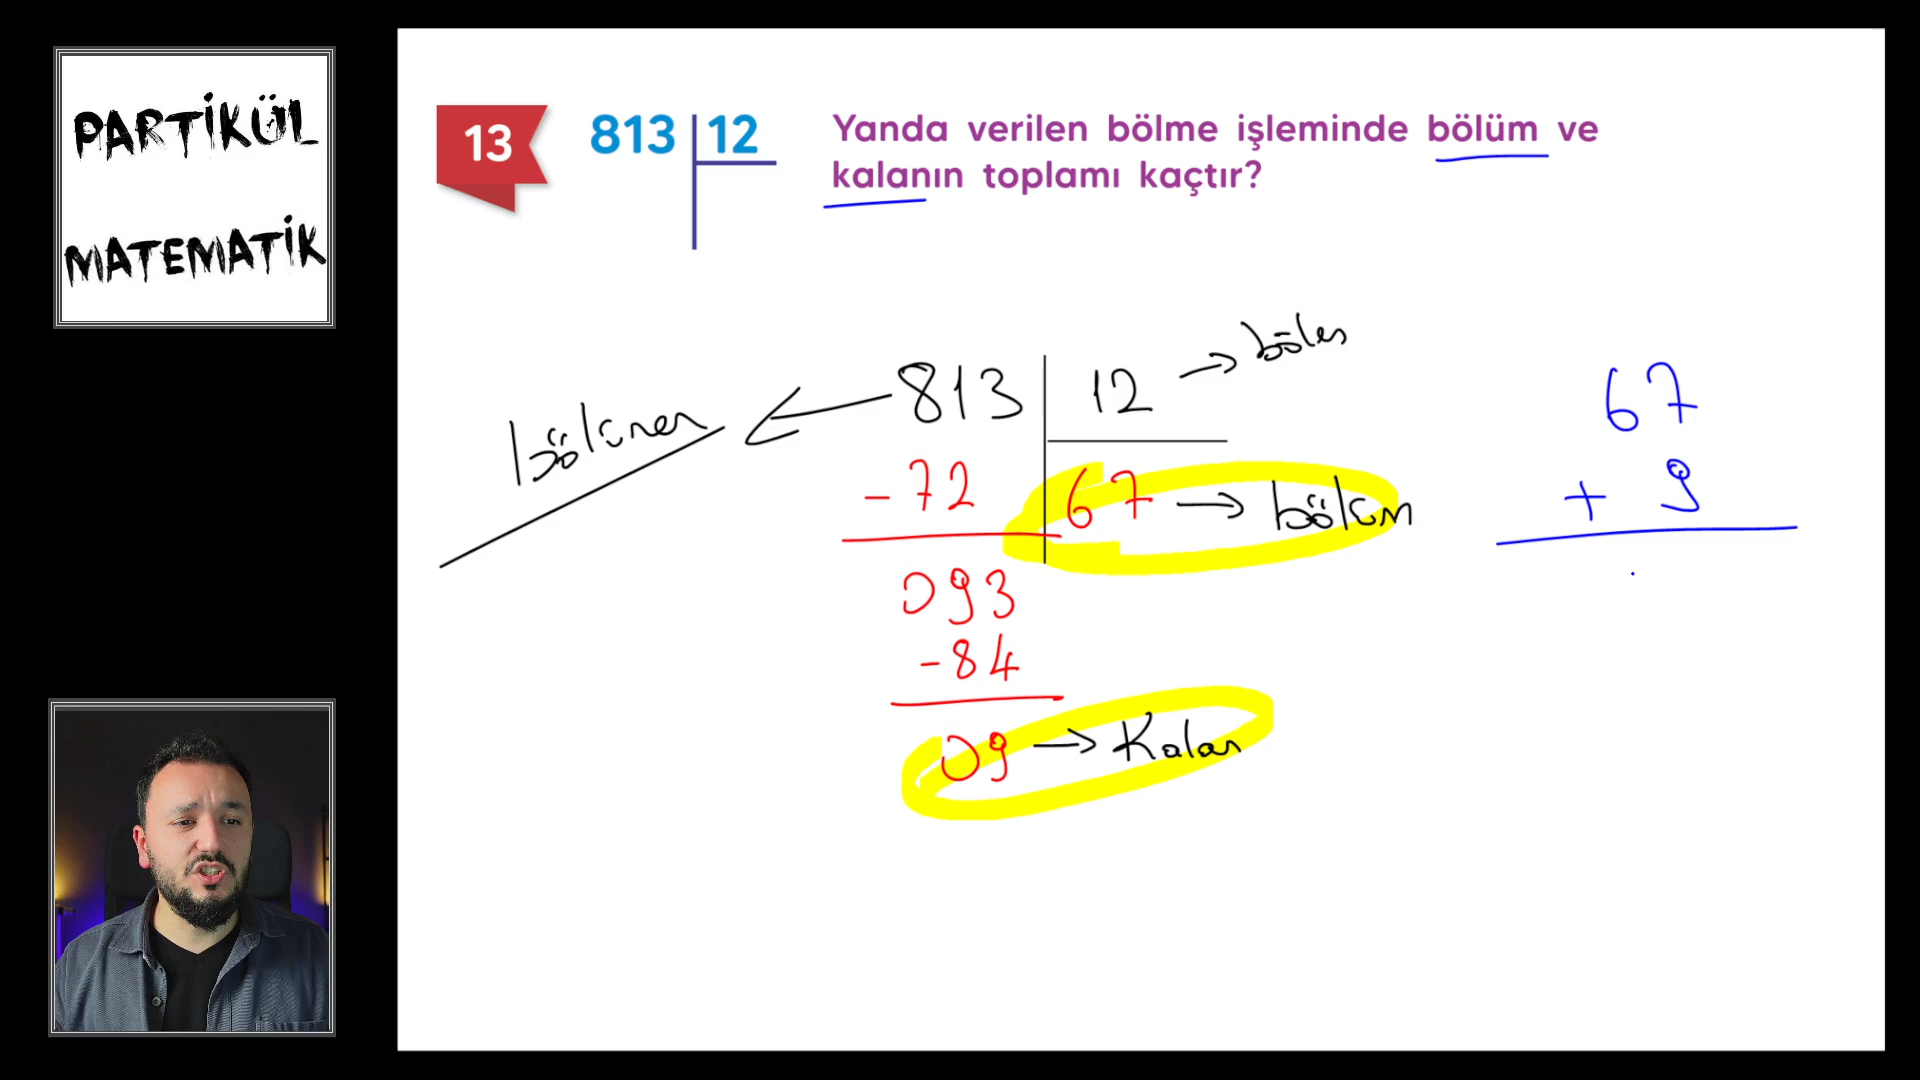 PARTİKÜL
MATEMATİK
13
813 12
Yanda verilen bölme işleminde bölüm ve
kalanın toplamı kaçtır?
bölünen ← 813 12 → bölen
- 72 67 → bölüm
093
- 84
09 → Kalan
67
+ 9